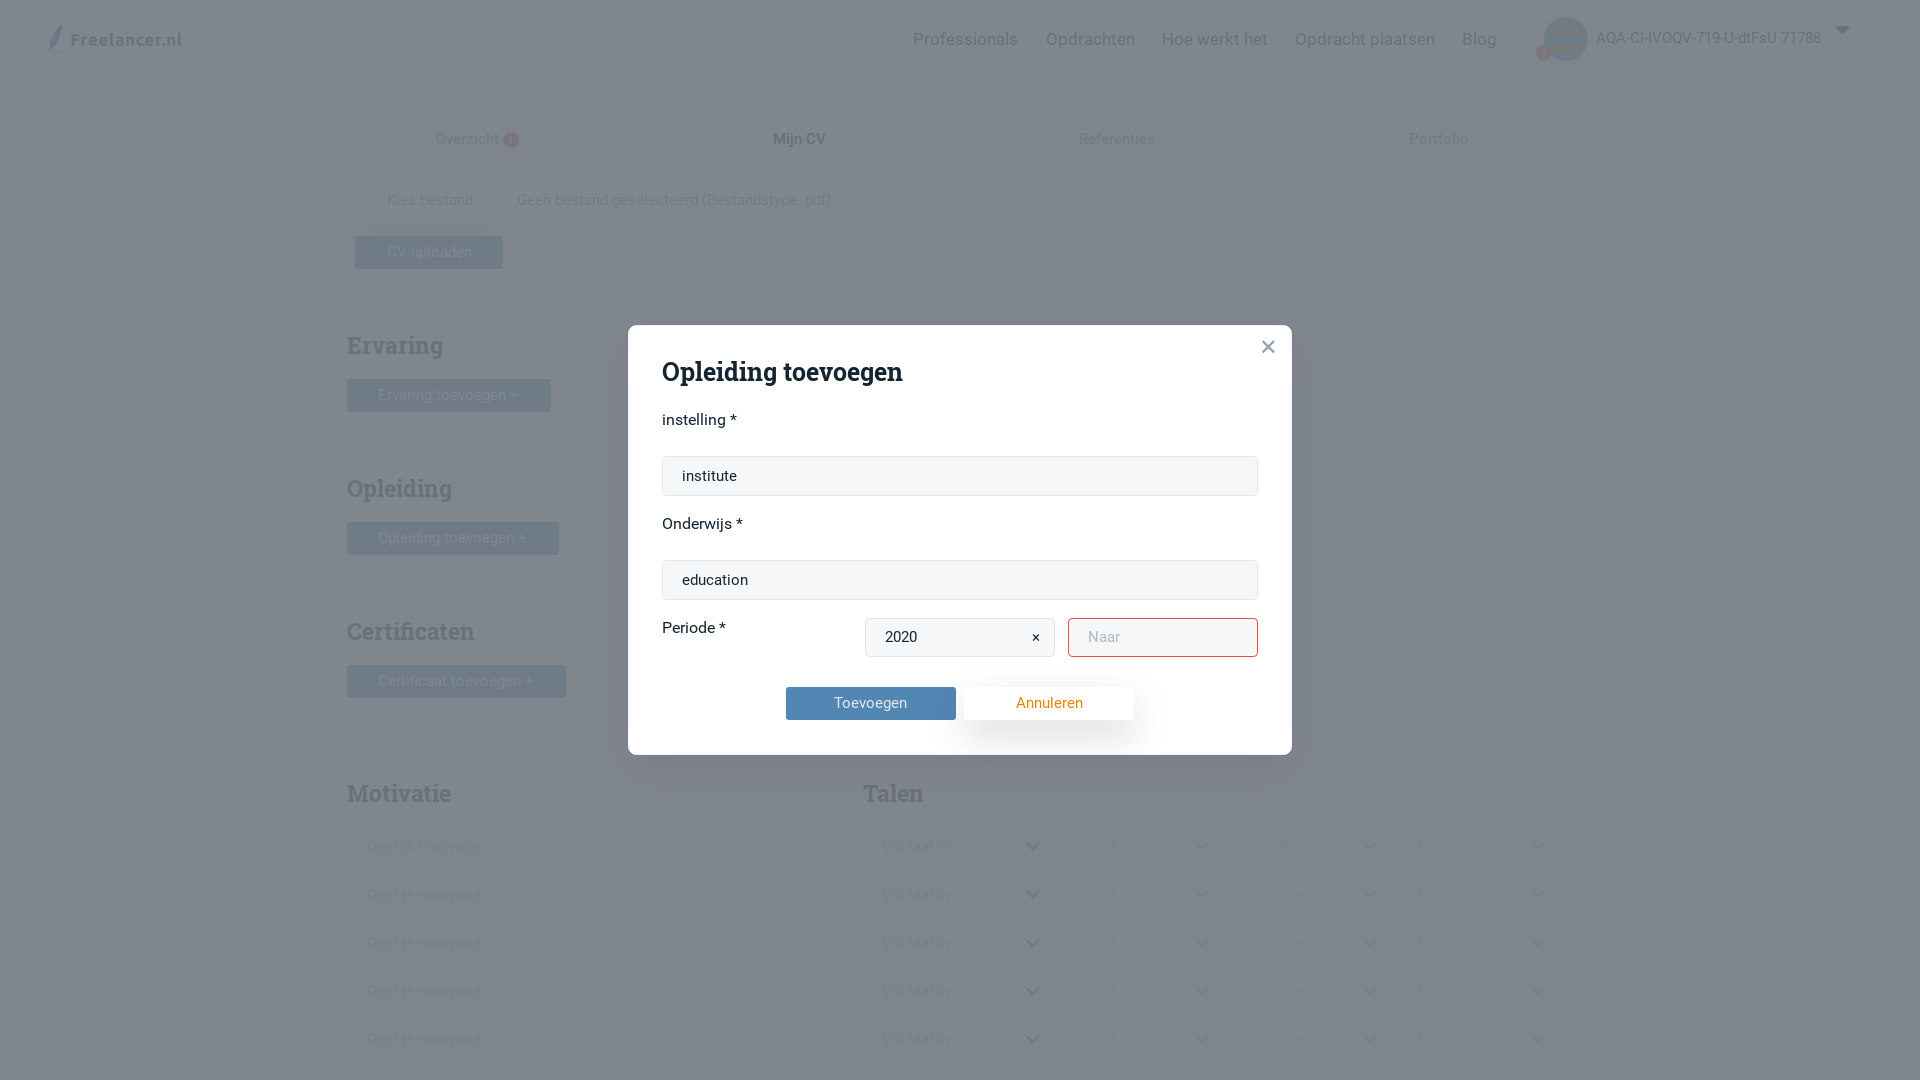 Freelancer.nl
Professionals Opdrachten Hoe werkt het Opdracht plaatsen Blog
AQA-CI-IVOQV-719-U-dtFsU 71788
Overzicht
Mijn CV
Referenties
Portfolio
Kies bestand Geen bestand geselecteerd (Bestandstype .pdf)
CV uploaden
Ervaring
Ervaring toevoegen +
Opleiding
Opleiding toevoegen +
Certificaten
Certificaat toevoegen +
×
Opleiding toevoegen
instelling *
institute
Onderwijs *
education
Periode *
2020 ×
Naar
Toevoegen
Annuleren
Motivatie
Geef je motivatie
Geef je motivatie
Geef je motivatie
Geef je motivatie
Geef je motivatie
Talen
Vul taal in
Vul taal in
Vul taal in
Vul taal in
Vul taal in